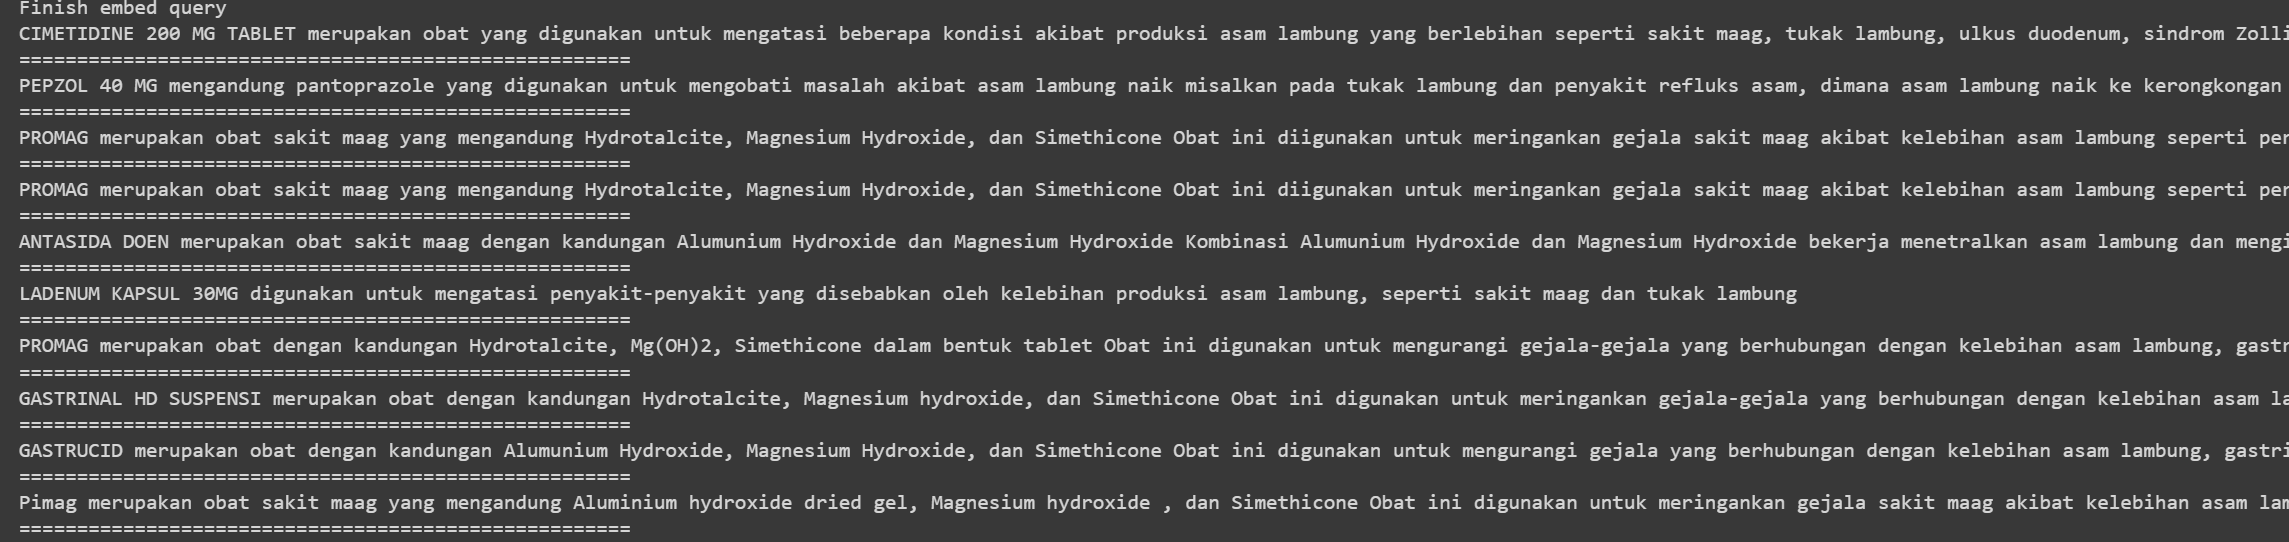 Finish embed query
CIMETIDINE 200 MG TABLET merupakan obat yang digunakan untuk mengatasi beberapa kondisi akibat produksi asam lambung yang berlebihan seperti sakit maag, tukak lambung, ulkus duodenum, sindrom Zolli
=====================================================
PEPZOL 40 MG mengandung pantoprazole yang digunakan untuk mengobati masalah akibat asam lambung naik misalkan pada tukak lambung dan penyakit refluks asam, dimana asam lambung naik ke kerongkongan
=====================================================
PROMAG merupakan obat sakit maag yang mengandung Hydrotalcite, Magnesium Hydroxide, dan Simethicone Obat ini diigunakan untuk meringankan gejala sakit maag akibat kelebihan asam lambung seperti per
=====================================================
PROMAG merupakan obat sakit maag yang mengandung Hydrotalcite, Magnesium Hydroxide, dan Simethicone Obat ini diigunakan untuk meringankan gejala sakit maag akibat kelebihan asam lambung seperti per
=====================================================
ANTASIDA DOEN merupakan obat sakit maag dengan kandungan Alumunium Hydroxide dan Magnesium Hydroxide Kombinasi Alumunium Hydroxide dan Magnesium Hydroxide bekerja menetralkan asam lambung dan mengi
=====================================================
LADENUM KAPSUL 30MG digunakan untuk mengatasi penyakit-penyakit yang disebabkan oleh kelebihan produksi asam lambung, seperti sakit maag dan tukak lambung
=====================================================
PROMAG merupakan obat dengan kandungan Hydrotalcite, Mg(OH)2, Simethicone dalam bentuk tablet Obat ini digunakan untuk mengurangi gejala-gejala yang berhubungan dengan kelebihan asam lambung, gastr
=====================================================
GASTRINAL HD SUSPENSI merupakan obat dengan kandungan Hydrotalcite, Magnesium hydroxide, dan Simethicone Obat ini digunakan untuk meringankan gejala-gejala yang berhubungan dengan kelebihan asam la
=====================================================
GASTRUCID merupakan obat dengan kandungan Alumunium Hydroxide, Magnesium Hydroxide, dan Simethicone Obat ini digunakan untuk mengurangi gejala yang berhubungan dengan kelebihan asam lambung, gastri
=====================================================
Pimag merupakan obat sakit maag yang mengandung Aluminium hydroxide dried gel, Magnesium hydroxide , dan Simethicone Obat ini digunakan untuk meringankan gejala sakit maag akibat kelebihan asam lam
=====================================================